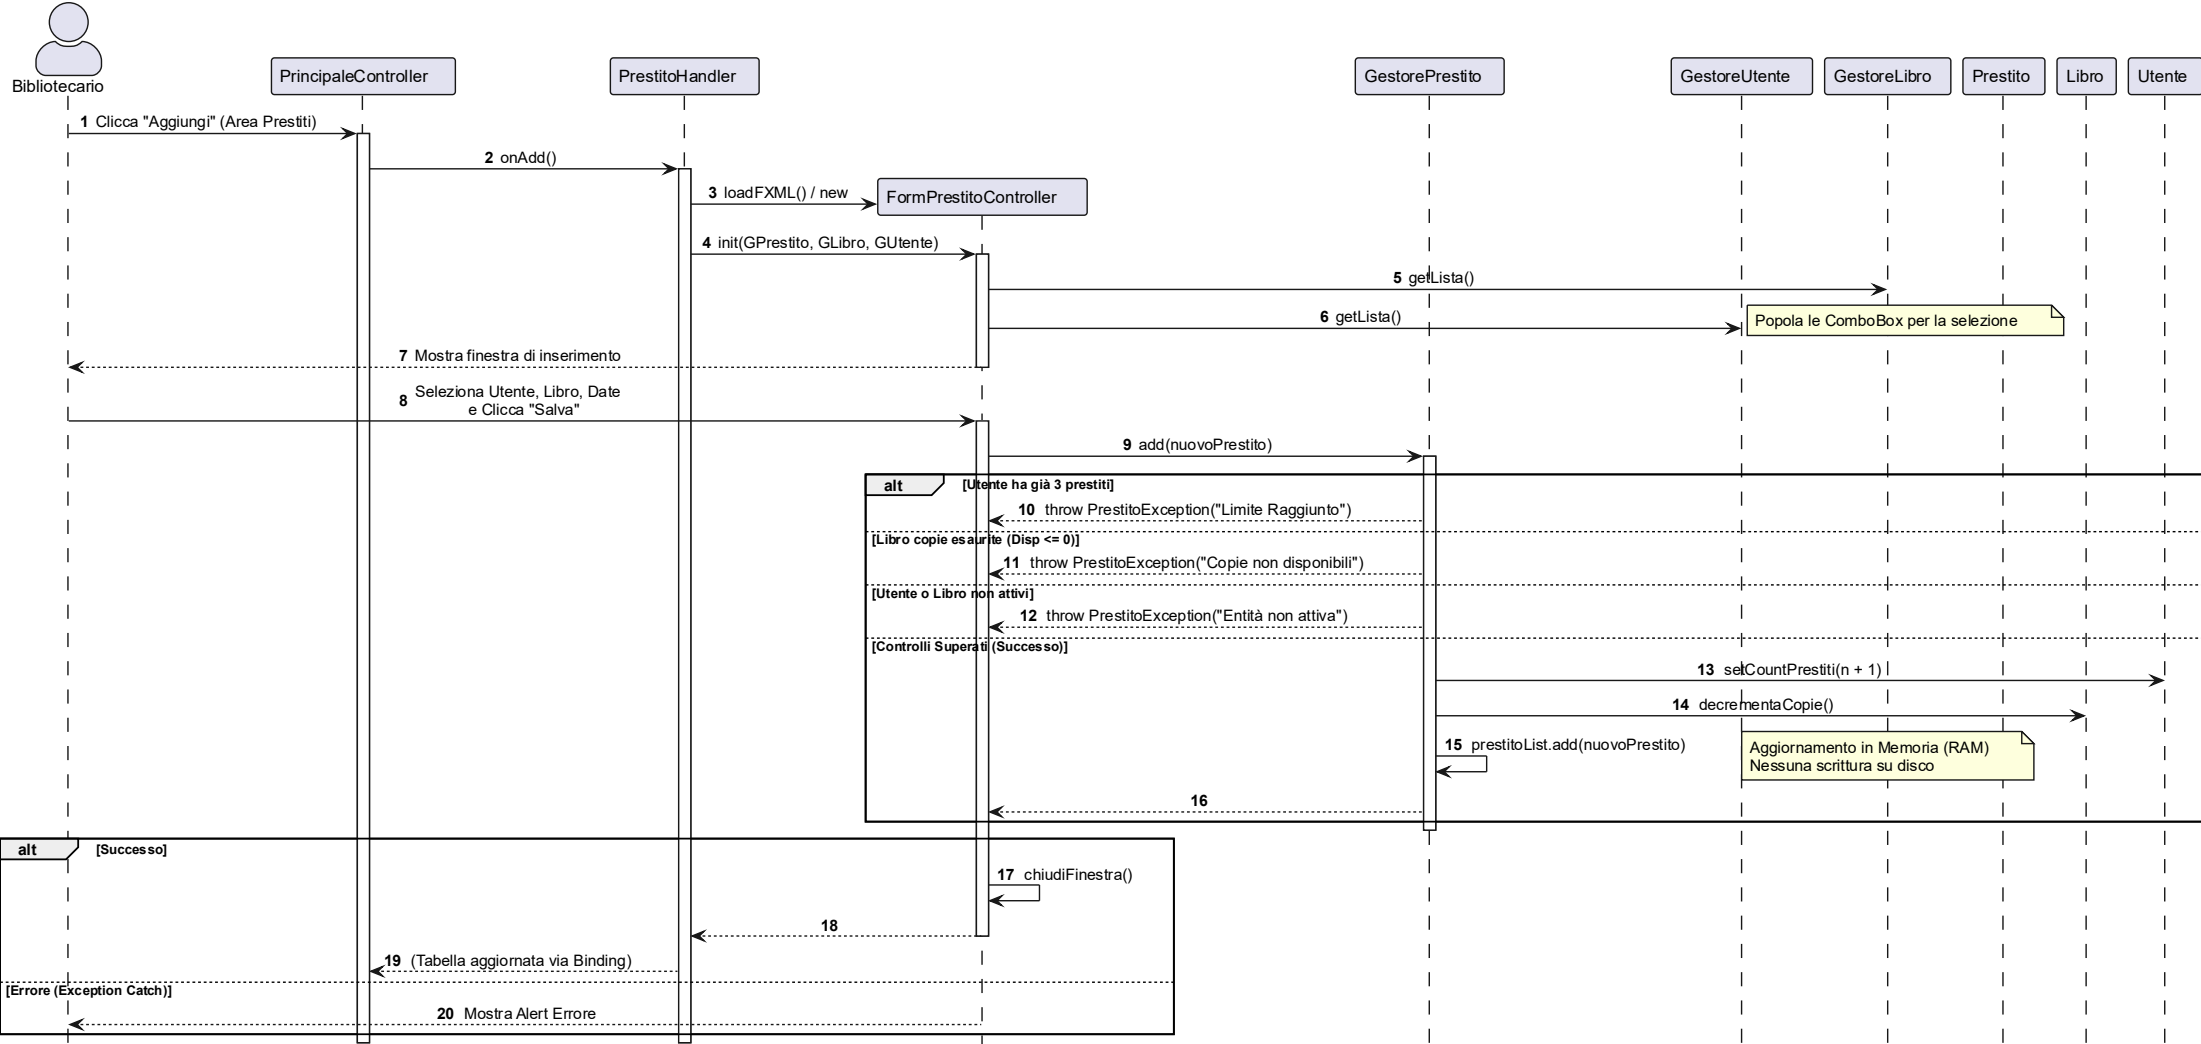 Bibliotecario
PrincipaleController
PrestitoHandler
GestorePrestito
GestoreUtente
GestoreLibro
Prestito
Libro
Utente
1 Clicca "Aggiungi" (Area Prestiti)
2 onAdd()
3 loadFXML() / new
FormPrestitoController
4 init(GPrestito, GLibro, GUtente)
5 getLista()
6 getLista()
Popola le ComboBox per la selezione
7 Mostra finestra di inserimento
8 Seleziona Utente, Libro, Date
e Clicca "Salva"
9 add(nuovoPrestito)
alt [Utente ha già 3 prestiti]
10 throw PrestitoException("Limite Raggiunto")
[Libro copie esaurite (Disp <= 0)]
11 throw PrestitoException("Copie non disponibili")
[Utente o Libro non attivi]
12 throw PrestitoException("Entità non attiva")
[Controlli Superati (Successo)]
13 setCountPrestiti(n + 1)
14 decrementaCopie()
15 prestitoList.add(nuovoPrestito)
Aggiornamento in Memoria (RAM)
Nessuna scrittura su disco
16
alt [Successo]
17 chiudiFinestra()
18
19 (Tabella aggiornata via Binding)
[Errore (Exception Catch)]
20 Mostra Alert Errore